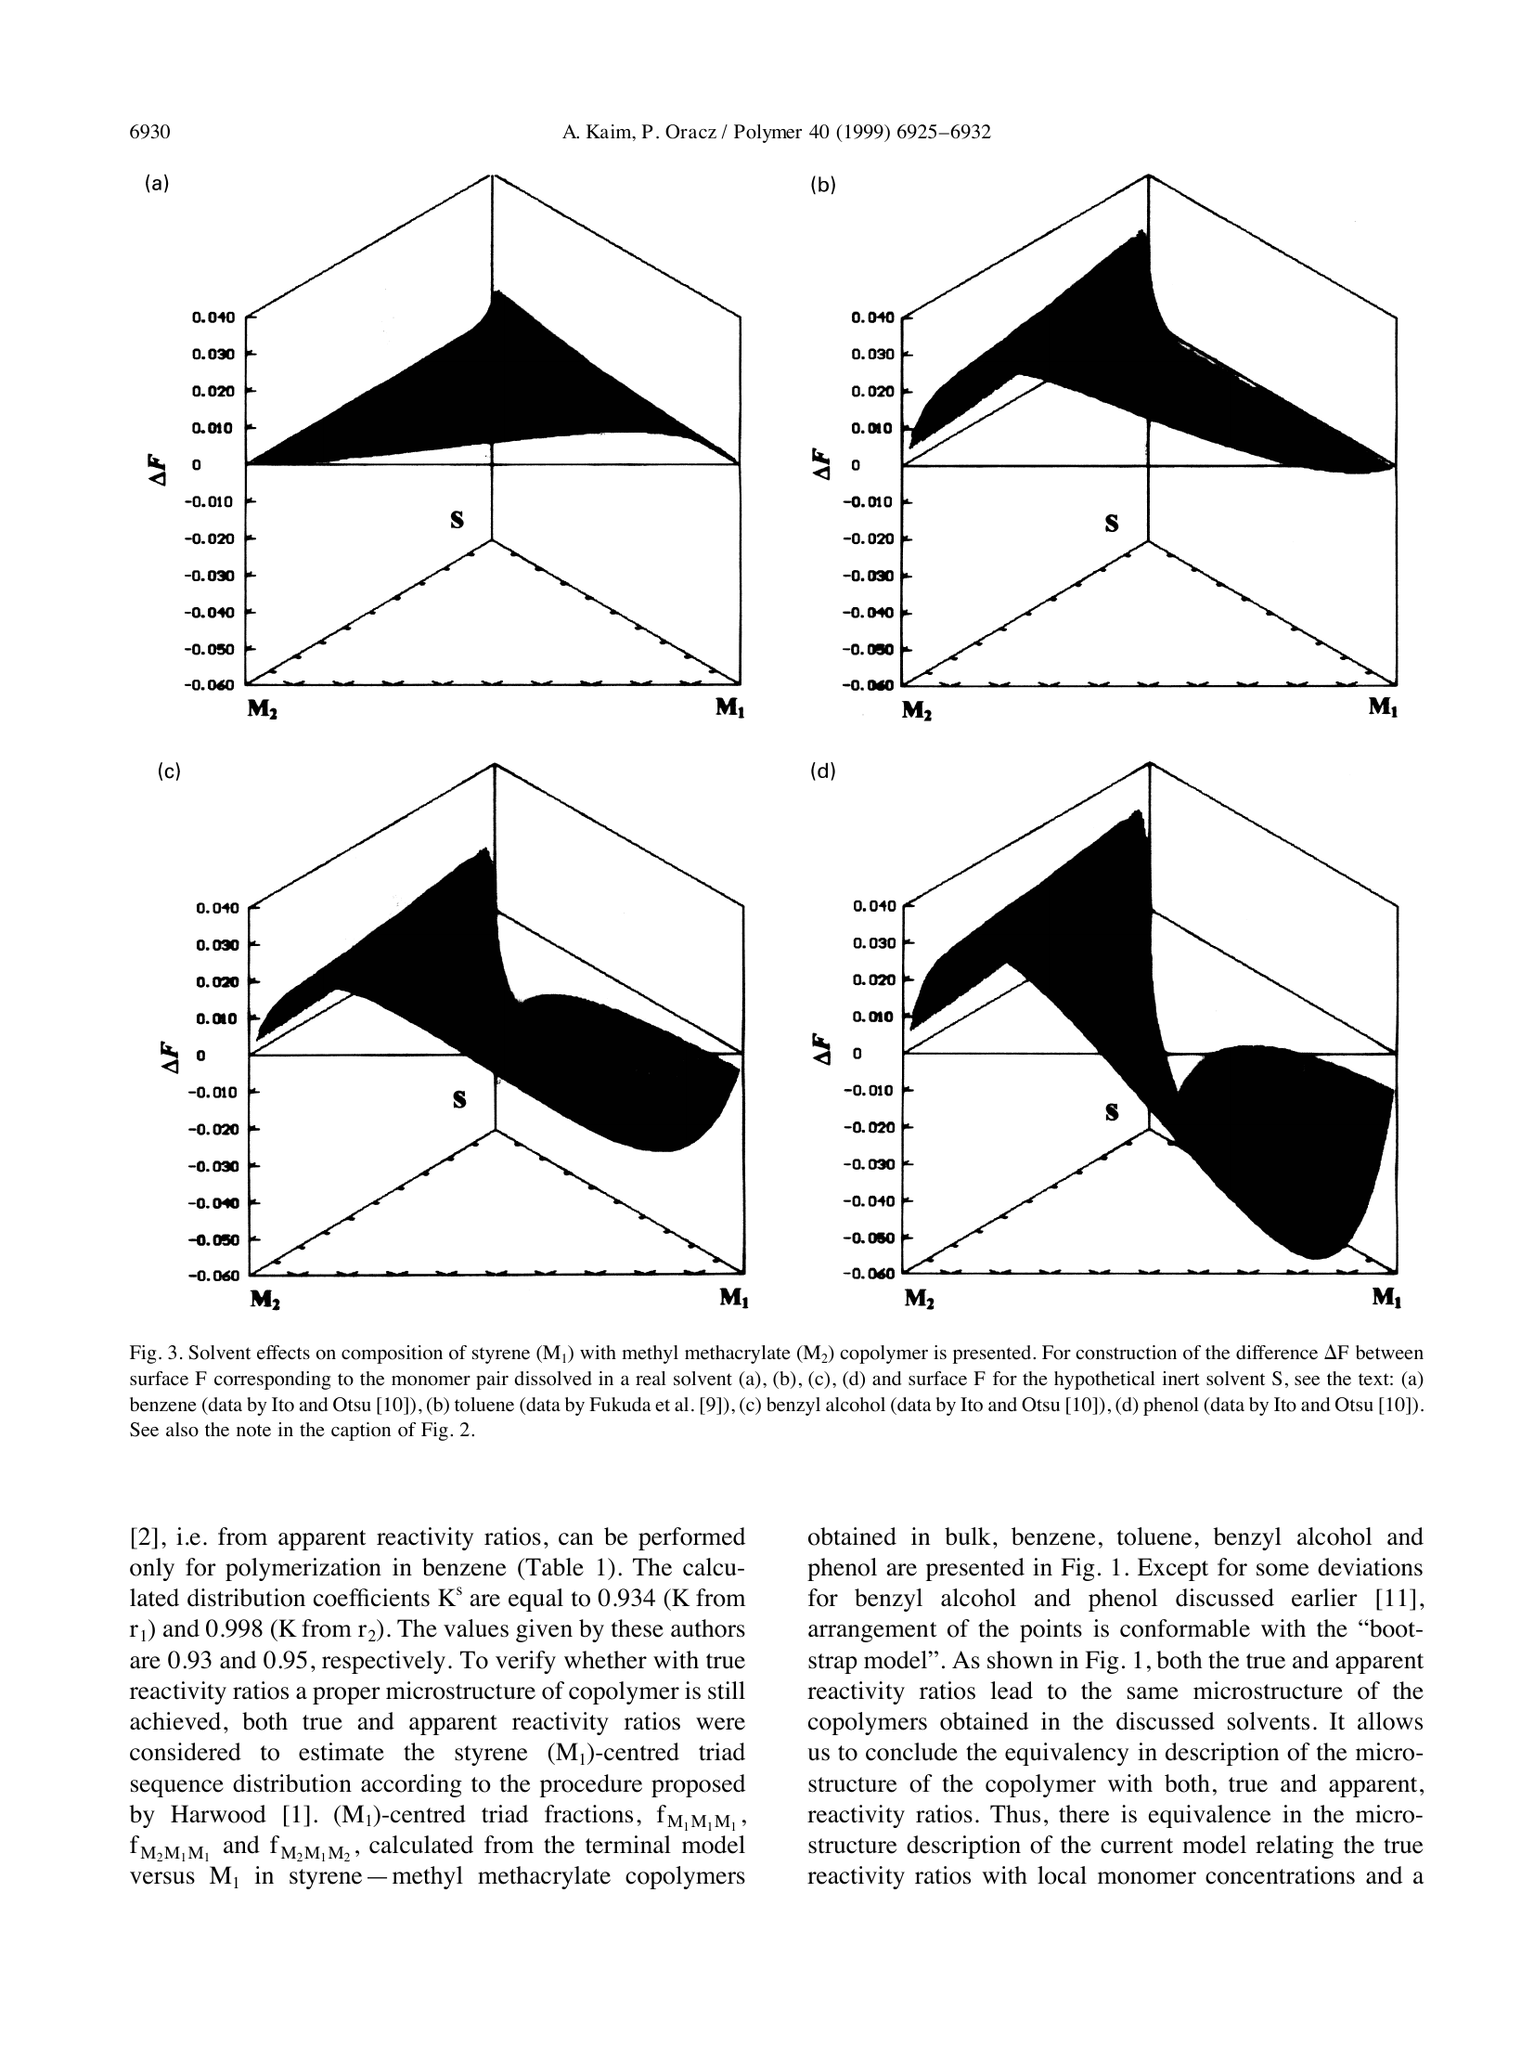 6930
A. Kaim, P. Oracz / Polymer 40 (1999) 6925–6932
(a)
0.040
0.030
0.020
0.010
0
-0.010
-0.020
-0.030
-0.040
-0.050
-0.060
ΔF
S
M2
M1
(b)
0.040
0.030
0.020
0.010
0
-0.010
-0.020
-0.030
-0.040
-0.050
-0.060
ΔF
S
M2
M1
(c)
0.040
0.030
0.020
0.010
0
-0.010
-0.020
-0.030
-0.040
-0.050
-0.060
ΔF
S
M2
M1
(d)
0.040
0.030
0.020
0.010
0
-0.010
-0.020
-0.030
-0.040
-0.050
-0.060
ΔF
S
M2
M1
Fig. 3. Solvent effects on composition of styrene (M1) with methyl methacrylate (M2) copolymer is presented. For construction of the difference ΔF between
surface F corresponding to the monomer pair dissolved in a real solvent (a), (b), (c), (d) and surface F for the hypothetical inert solvent S, see the text: (a)
benzene (data by Ito and Otsu [10]), (b) toluene (data by Fukuda et al. [9]), (c) benzyl alcohol (data by Ito and Otsu [10]), (d) phenol (data by Ito and Otsu [10]).
See also the note in the caption of Fig. 2.
[2], i.e. from apparent reactivity ratios, can be performed
only for polymerization in benzene (Table 1). The calcu-
lated distribution coefficients Ks are equal to 0.934 (K from
r1) and 0.998 (K from r2). The values given by these authors
are 0.93 and 0.95, respectively. To verify whether with true
reactivity ratios a proper microstructure of copolymer is still
achieved, both true and apparent reactivity ratios were
considered to estimate the styrene (M1)-centred triad
sequence distribution according to the procedure proposed
by Harwood [1]. (M1)-centred triad fractions, fM1M1M1,
fM2M1M1 and fM2M1M2, calculated from the terminal model
versus M1 in styrene—methyl methacrylate copolymers
obtained in bulk, benzene, toluene, benzyl alcohol and
phenol are presented in Fig. 1. Except for some deviations
for benzyl alcohol and phenol discussed earlier [11],
arrangement of the points is conformable with the “boot-
strap model”. As shown in Fig. 1, both the true and apparent
reactivity ratios lead to the same microstructure of the
copolymers obtained in the discussed solvents. It allows
us to conclude the equivalency in description of the micro-
structure of the copolymer with both, true and apparent,
reactivity ratios. Thus, there is equivalence in the micro-
structure description of the current model relating the true
reactivity ratios with local monomer concentrations and a